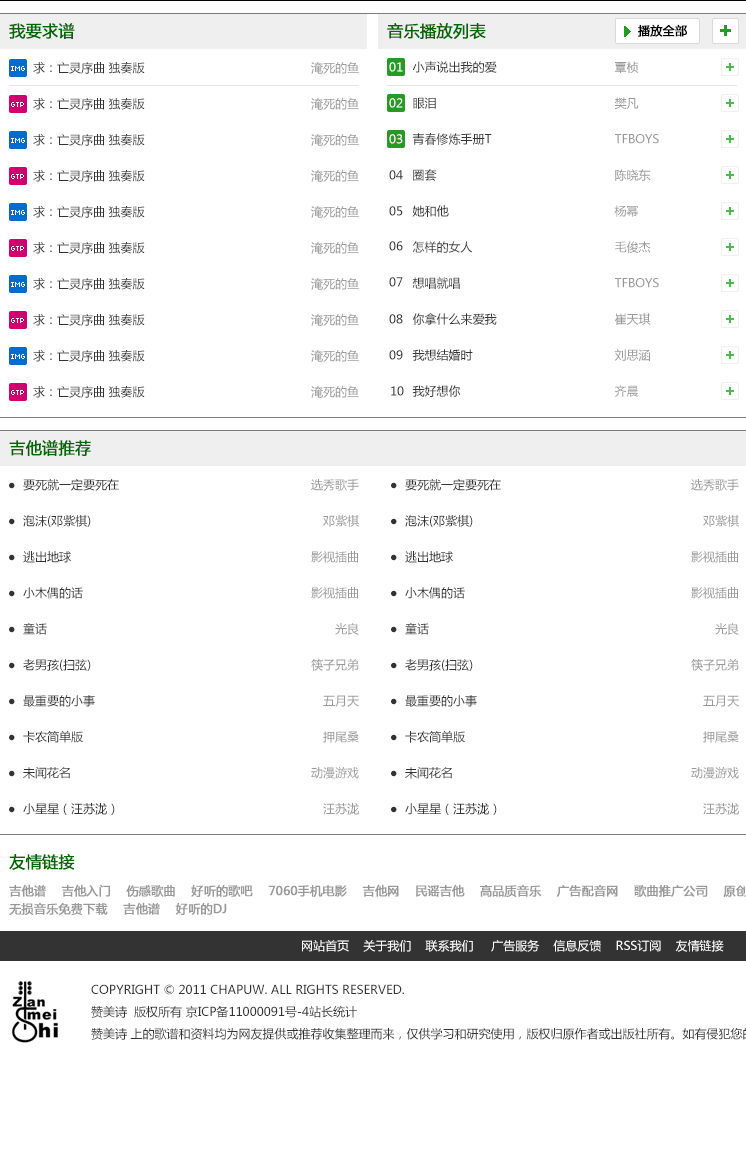 我要求谱
IMG 求：亡灵序曲 独奏版 淹死的鱼
GTP 求：亡灵序曲 独奏版 淹死的鱼
IMG 求：亡灵序曲 独奏版 淹死的鱼
GTP 求：亡灵序曲 独奏版 淹死的鱼
IMG 求：亡灵序曲 独奏版 淹死的鱼
GTP 求：亡灵序曲 独奏版 淹死的鱼
IMG 求：亡灵序曲 独奏版 淹死的鱼
GTP 求：亡灵序曲 独奏版 淹死的鱼
IMG 求：亡灵序曲 独奏版 淹死的鱼
GTP 求：亡灵序曲 独奏版 淹死的鱼
音乐播放列表 播放全部 +
01 小声说出我的爱 覃桢 +
02 眼泪 樊凡 +
03 青春修炼手册T TFBOYS +
04 圈套 陈晓东 +
05 她和他 杨幂 +
06 怎样的女人 毛俊杰 +
07 想唱就唱 TFBOYS +
08 你拿什么来爱我 崔天琪 +
09 我想结婚时 刘思涵 +
10 我好想你 齐晨 +
吉他谱推荐
要死就一定要死在 选秀歌手
泡沫(邓紫棋) 邓紫棋
逃出地球 影视插曲
小木偶的话 影视插曲
童话 光良
老男孩(扫弦) 筷子兄弟
最重要的小事 五月天
卡农简单版 押尾桑
未闻花名 动漫游戏
小星星（汪苏泷） 汪苏泷
要死就一定要死在 选秀歌手
泡沫(邓紫棋) 邓紫棋
逃出地球 影视插曲
小木偶的话 影视插曲
童话 光良
老男孩(扫弦) 筷子兄弟
最重要的小事 五月天
卡农简单版 押尾桑
未闻花名 动漫游戏
小星星（汪苏泷） 汪苏泷
友情链接
吉他谱 吉他入门 伤感歌曲 好听的歌吧 7060手机电影 吉他网 民谣吉他 高品质音乐 广告配音网 歌曲推广公司 原创
无损音乐免费下载 吉他谱 好听的DJ
网站首页 关于我们 联系我们 广告服务 信息反馈 RSS订阅 友情链接
Zan
mei
Shi
COPYRIGHT © 2011 CHAPUW. ALL RIGHTS RESERVED.
赞美诗 版权所有 京ICP备11000091号-4站长统计
赞美诗 上的歌谱和资料均为网友提供或推荐收集整理而来，仅供学习和研究使用，版权归原作者或出版社所有。如有侵犯您的